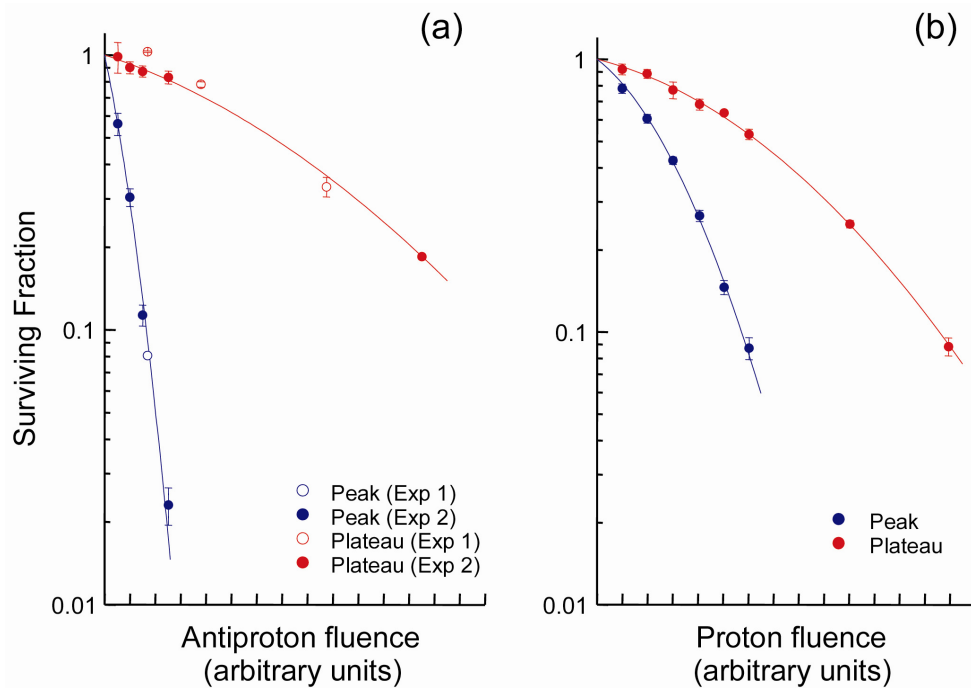 (a)
(b)
Surviving Fraction
1
0.1
0.01
Peak (Exp 1)
Peak (Exp 2)
Plateau (Exp 1)
Plateau (Exp 2)
Antiproton fluence
(arbitrary units)
1
0.1
0.01
Peak
Plateau
Proton fluence
(arbitrary units)